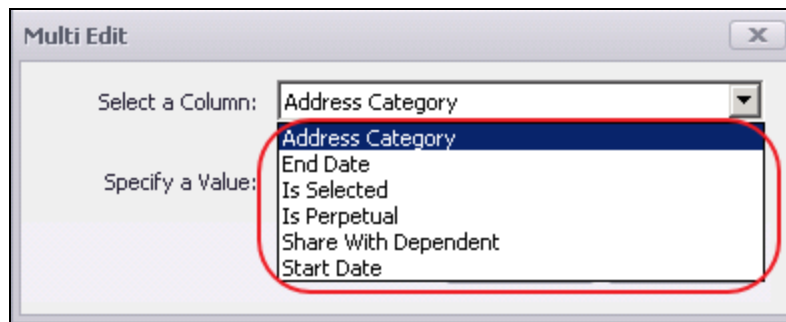 Multi Edit
Select a Column: Address Category
Address Category
End Date
Specify a Value:
Is Selected
Is Perpetual
Share With Dependent
Start Date